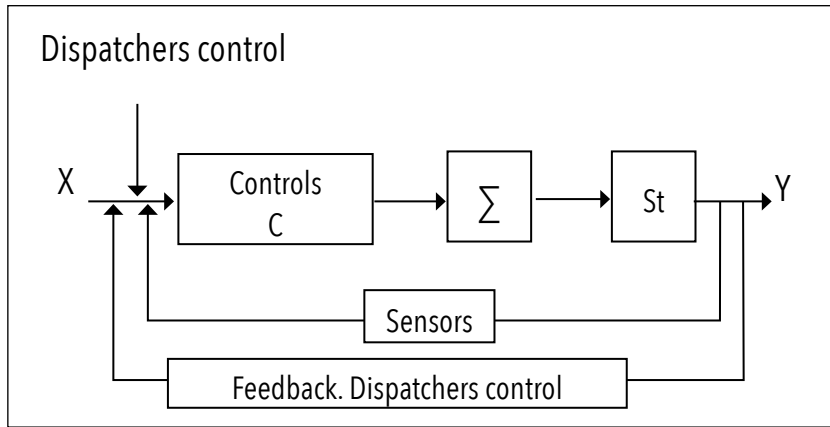 Dispatchers control
X
Controls
C
∑
St
Y
Sensors
Feedback. Dispatchers control